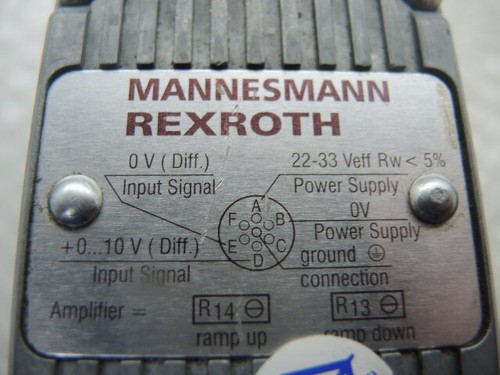 MANNESMANN
REXROTH
0 V ( Diff.)
Input Signal
22-33 Veff Rw < 5%
Power Supply
A
F B
E C
D
0V
Power Supply
+0...10 V ( Diff.)
Input Signal
ground
connection
Amplifier = R14 R13
ramp up ramp down